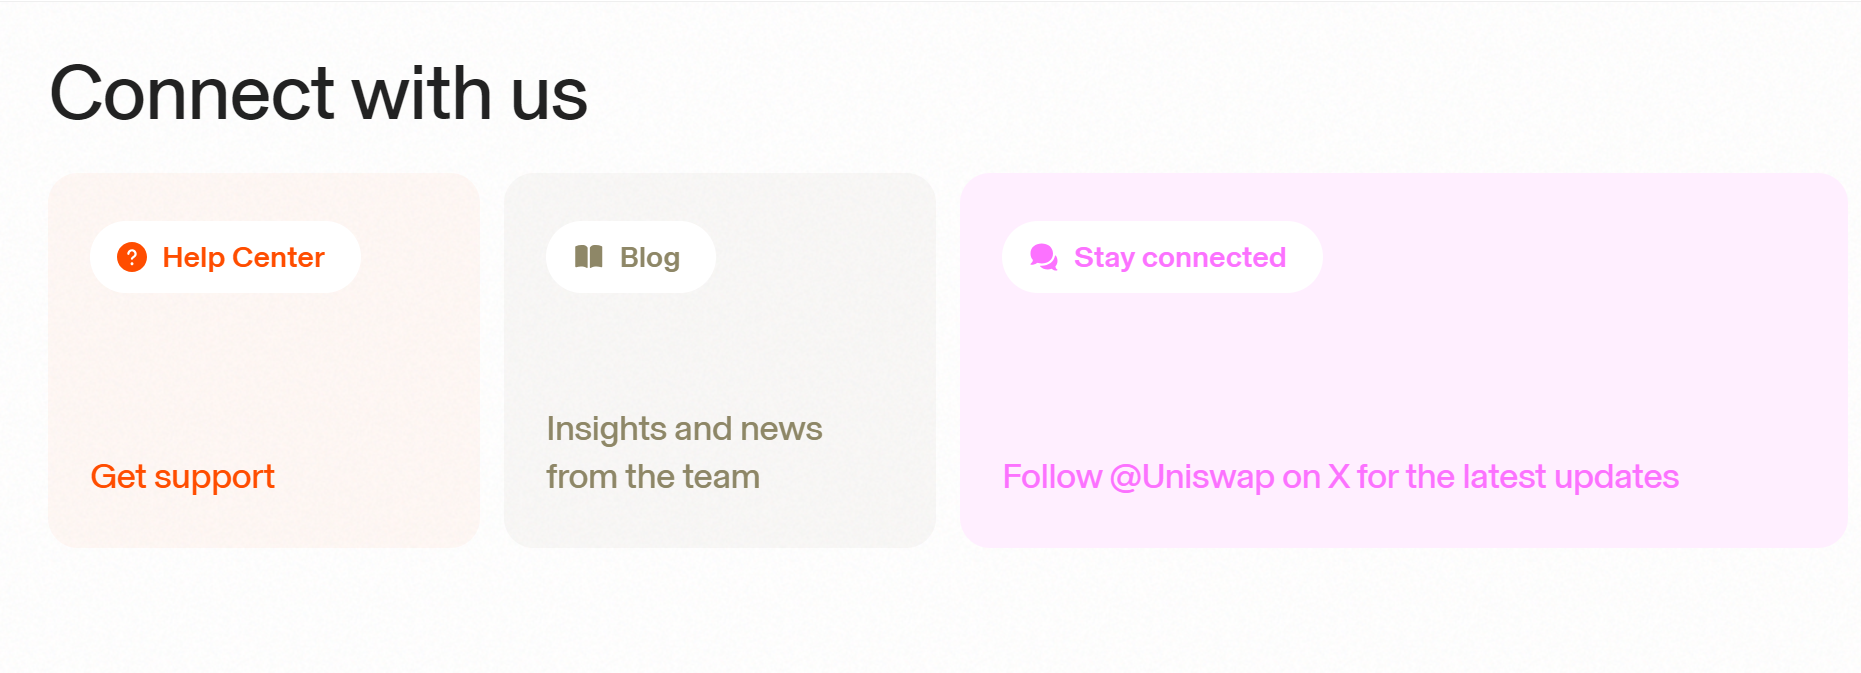 Connect with us
Help Center
Get support
Blog
Insights and news
from the team
Stay connected
Follow @Uniswap on X for the latest updates